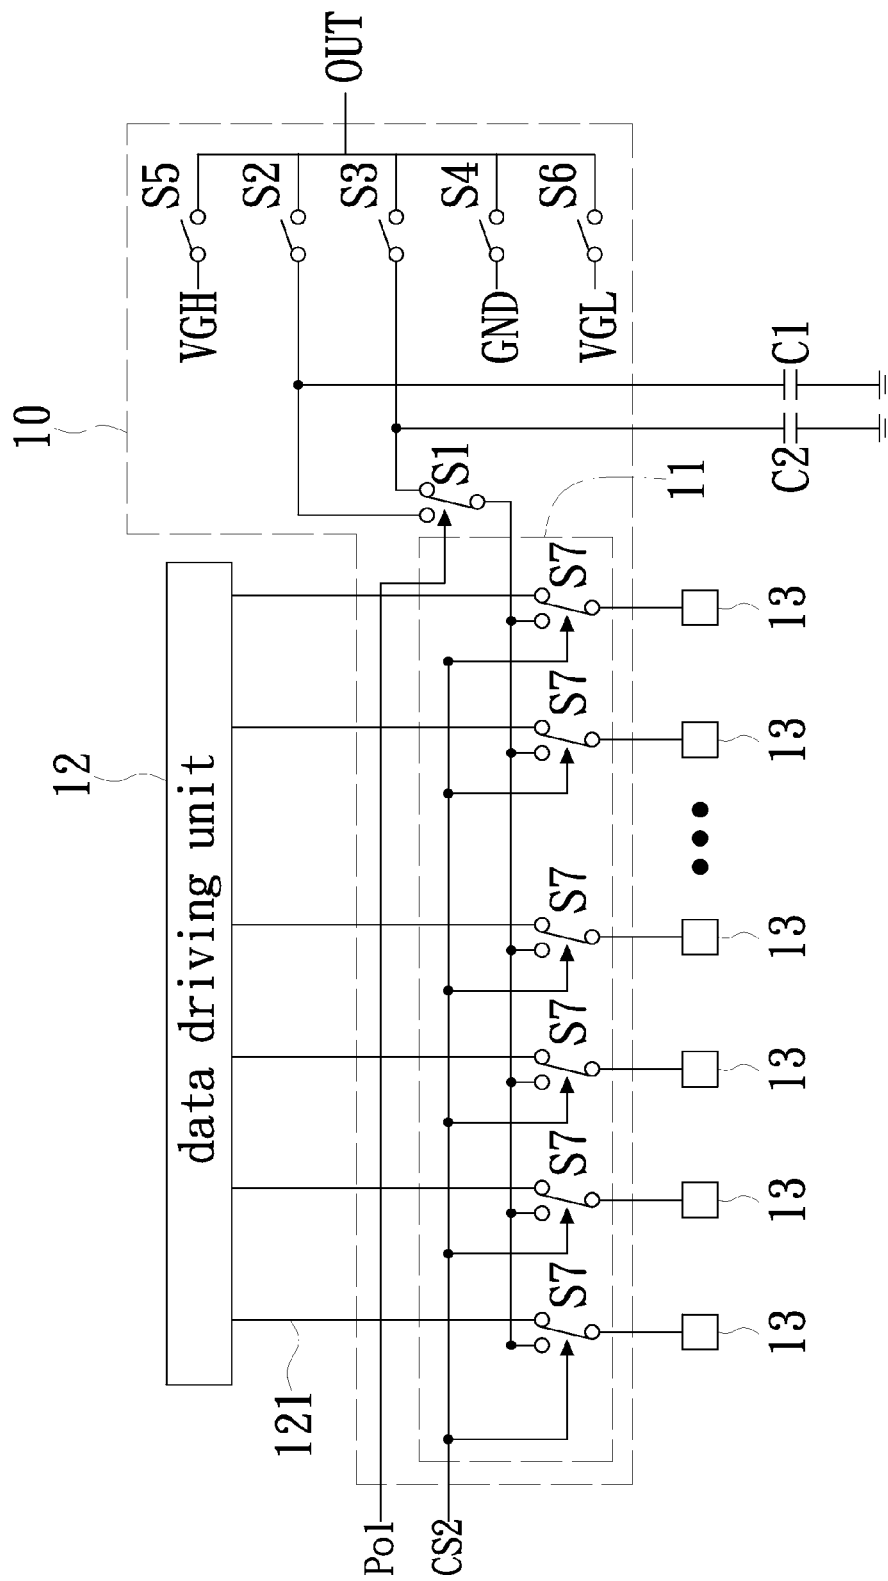 10
OUT
S5
S2
S3
S4
S6
VGH
GND
VGL
C1
C2
S1
11
12
data driving unit
121
S7
S7
S7
S7
S7
S7
13
13
13
13
13
13
Pol
CS2